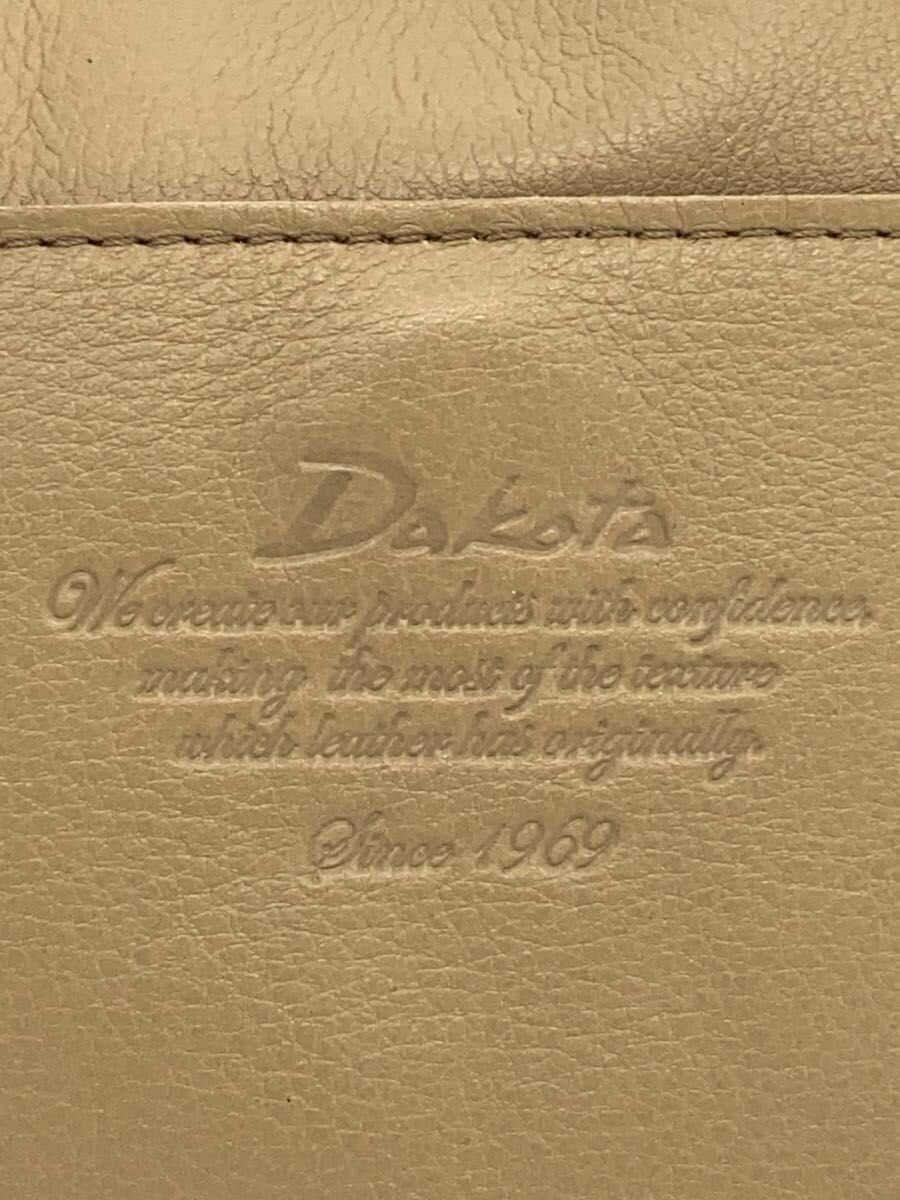 Dakota
We create our products with confidence,
making the most of the texture
which leather has originally.
Since 1969